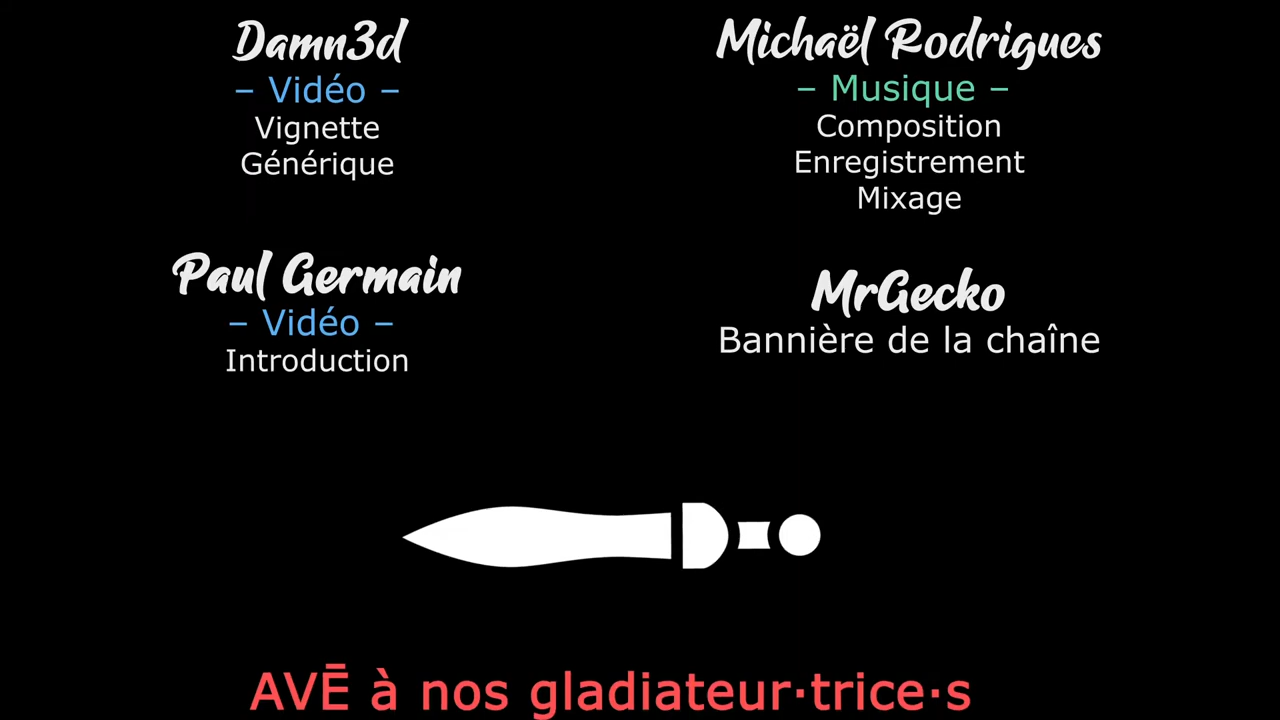 Damn3d
– Vidéo –
Vignette
Générique
Michaël Rodrigues
– Musique –
Composition
Enregistrement
Mixage
Paul Germain
– Vidéo –
Introduction
MrGecko
Bannière de la chaîne
AVĒ à nos gladiateur·trice·s